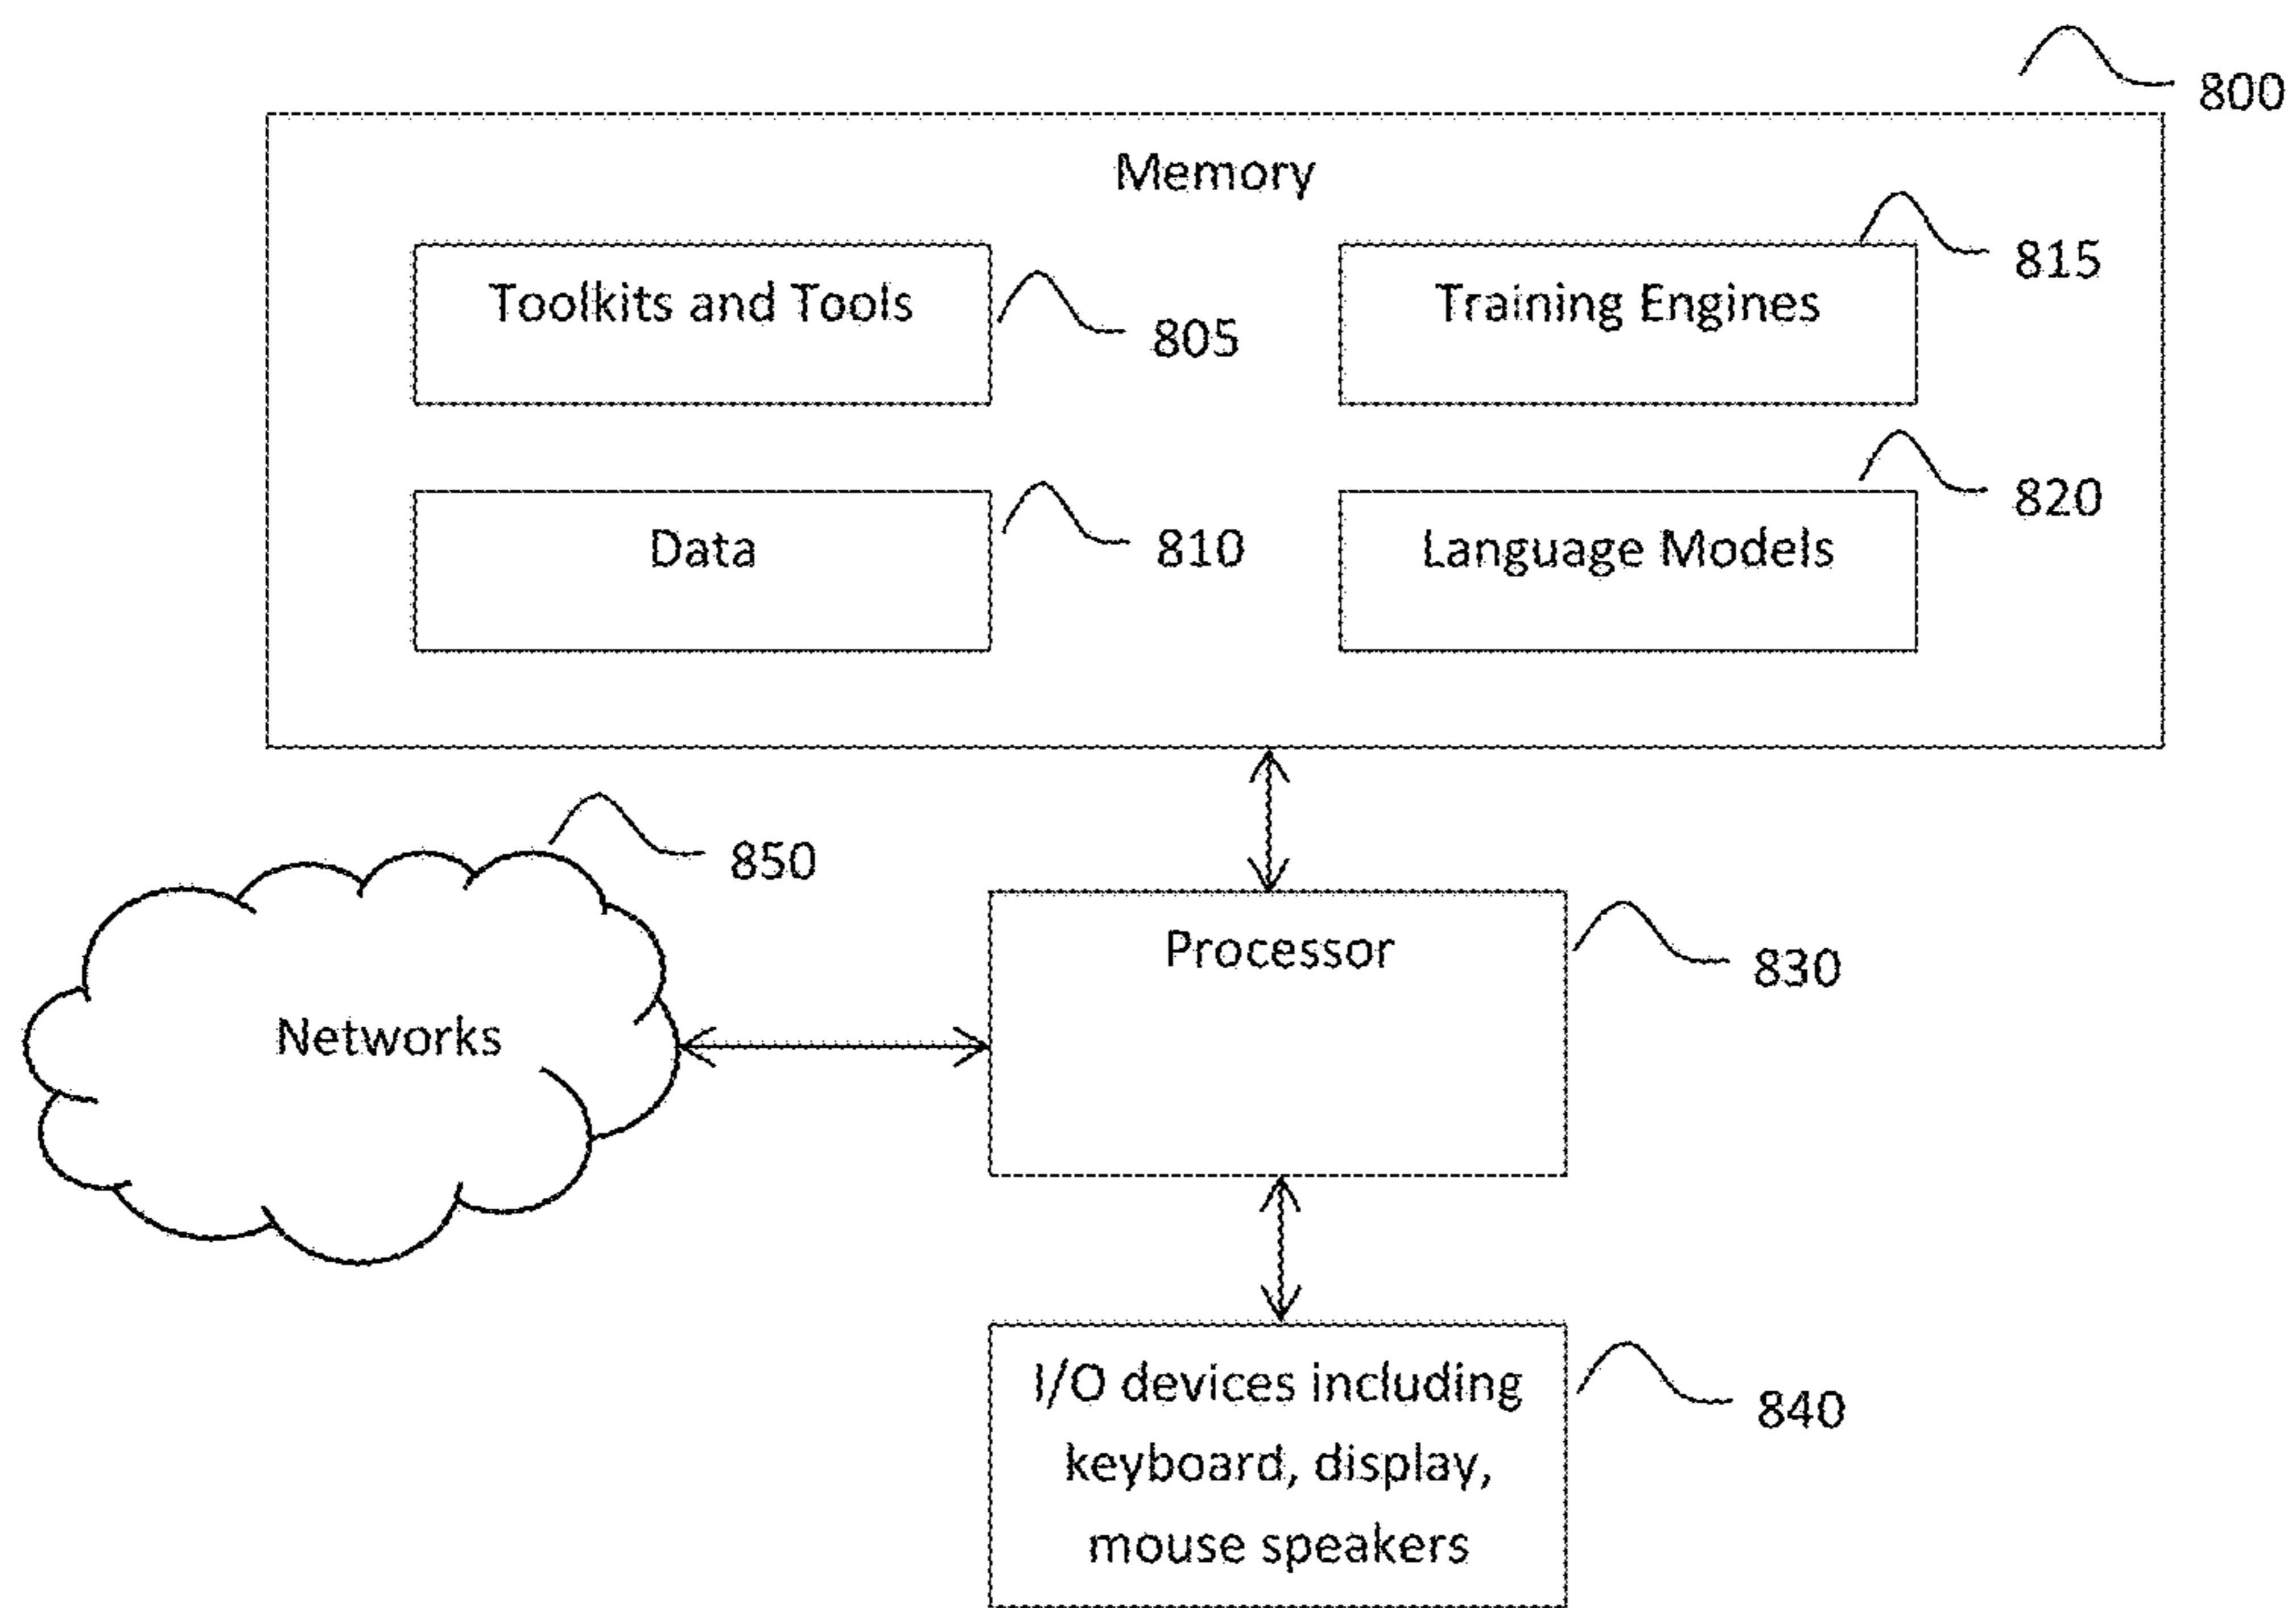 800
Memory
Toolkits and Tools
805
Training Engines
815
Data
810
Language Models
820
850
Networks
Processor
830
I/O devices including
keyboard, display,
mouse speakers
840